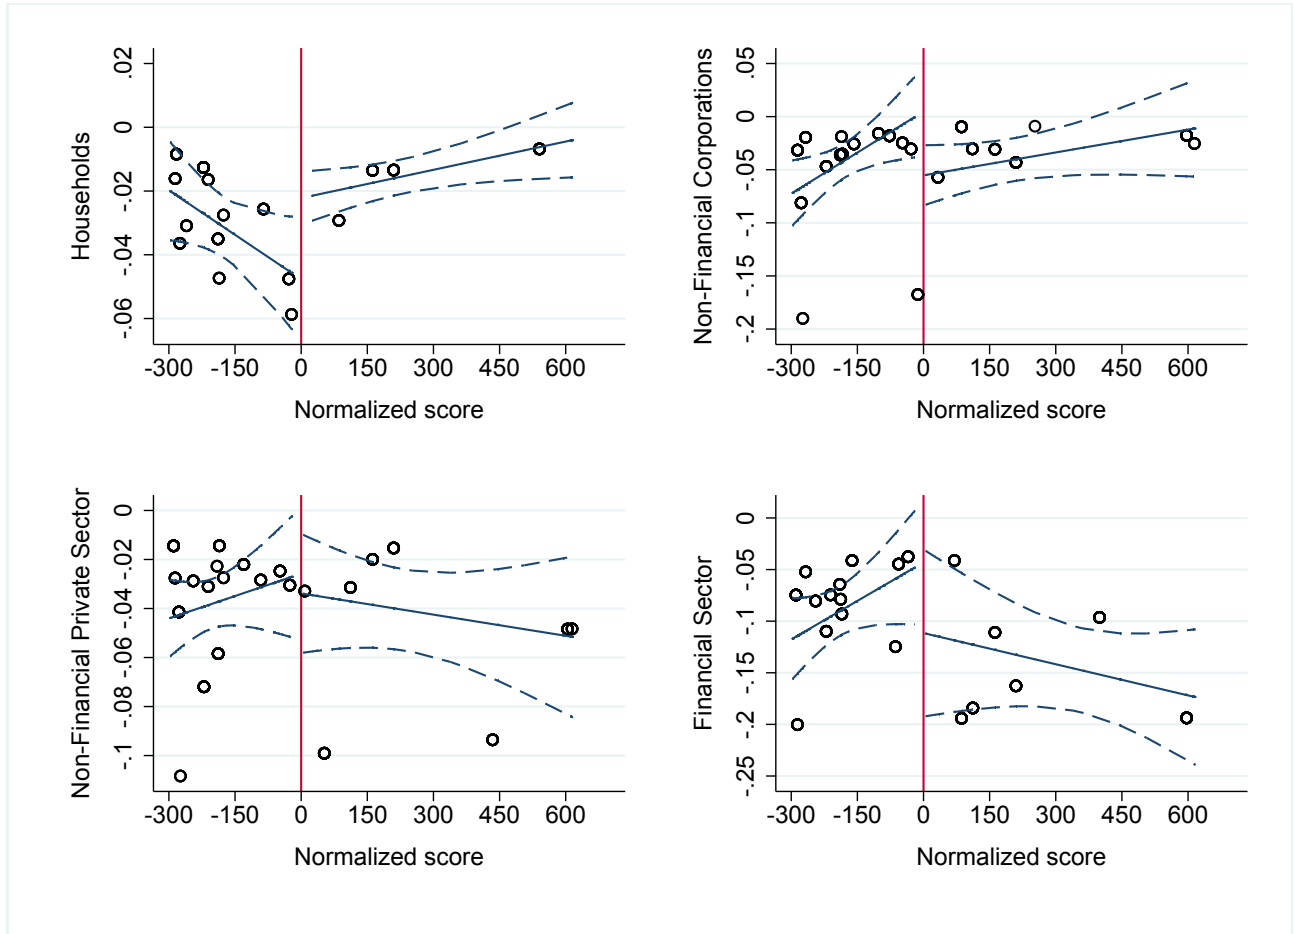 Households
.02
0
-.02
-.04
-.06
-300 -150 0 150 300 450 600
Normalized score
Non-Financial Corporations
.05
0
-.05
-.1
-.15
-.2
-300 -150 0 150 300 450 600
Normalized score
Non-Financial Private Sector
0
-.02
-.04
-.06
-.08
-.1
-300 -150 0 150 300 450 600
Normalized score
Financial Sector
0
-.05
-.1
-.15
-.2
-.25
-300 -150 0 150 300 450 600
Normalized score